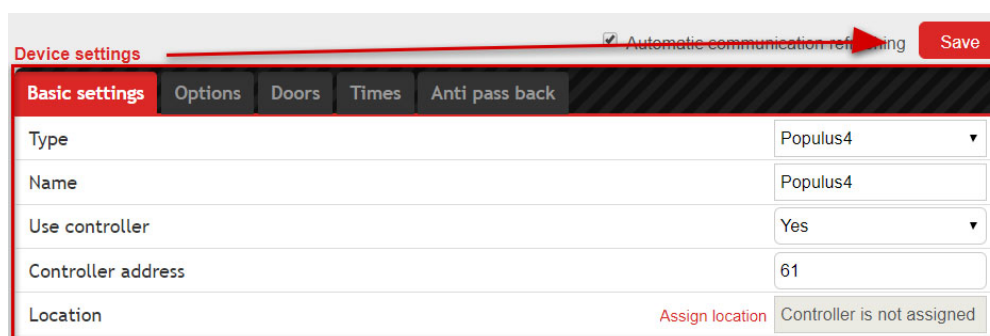 Device settings
Automatic communication refreshing Save
Basic settings Options Doors Times Anti pass back
Type Populus4
Name Populus4
Use controller Yes
Controller address 61
Location Assign location Controller is not assigned